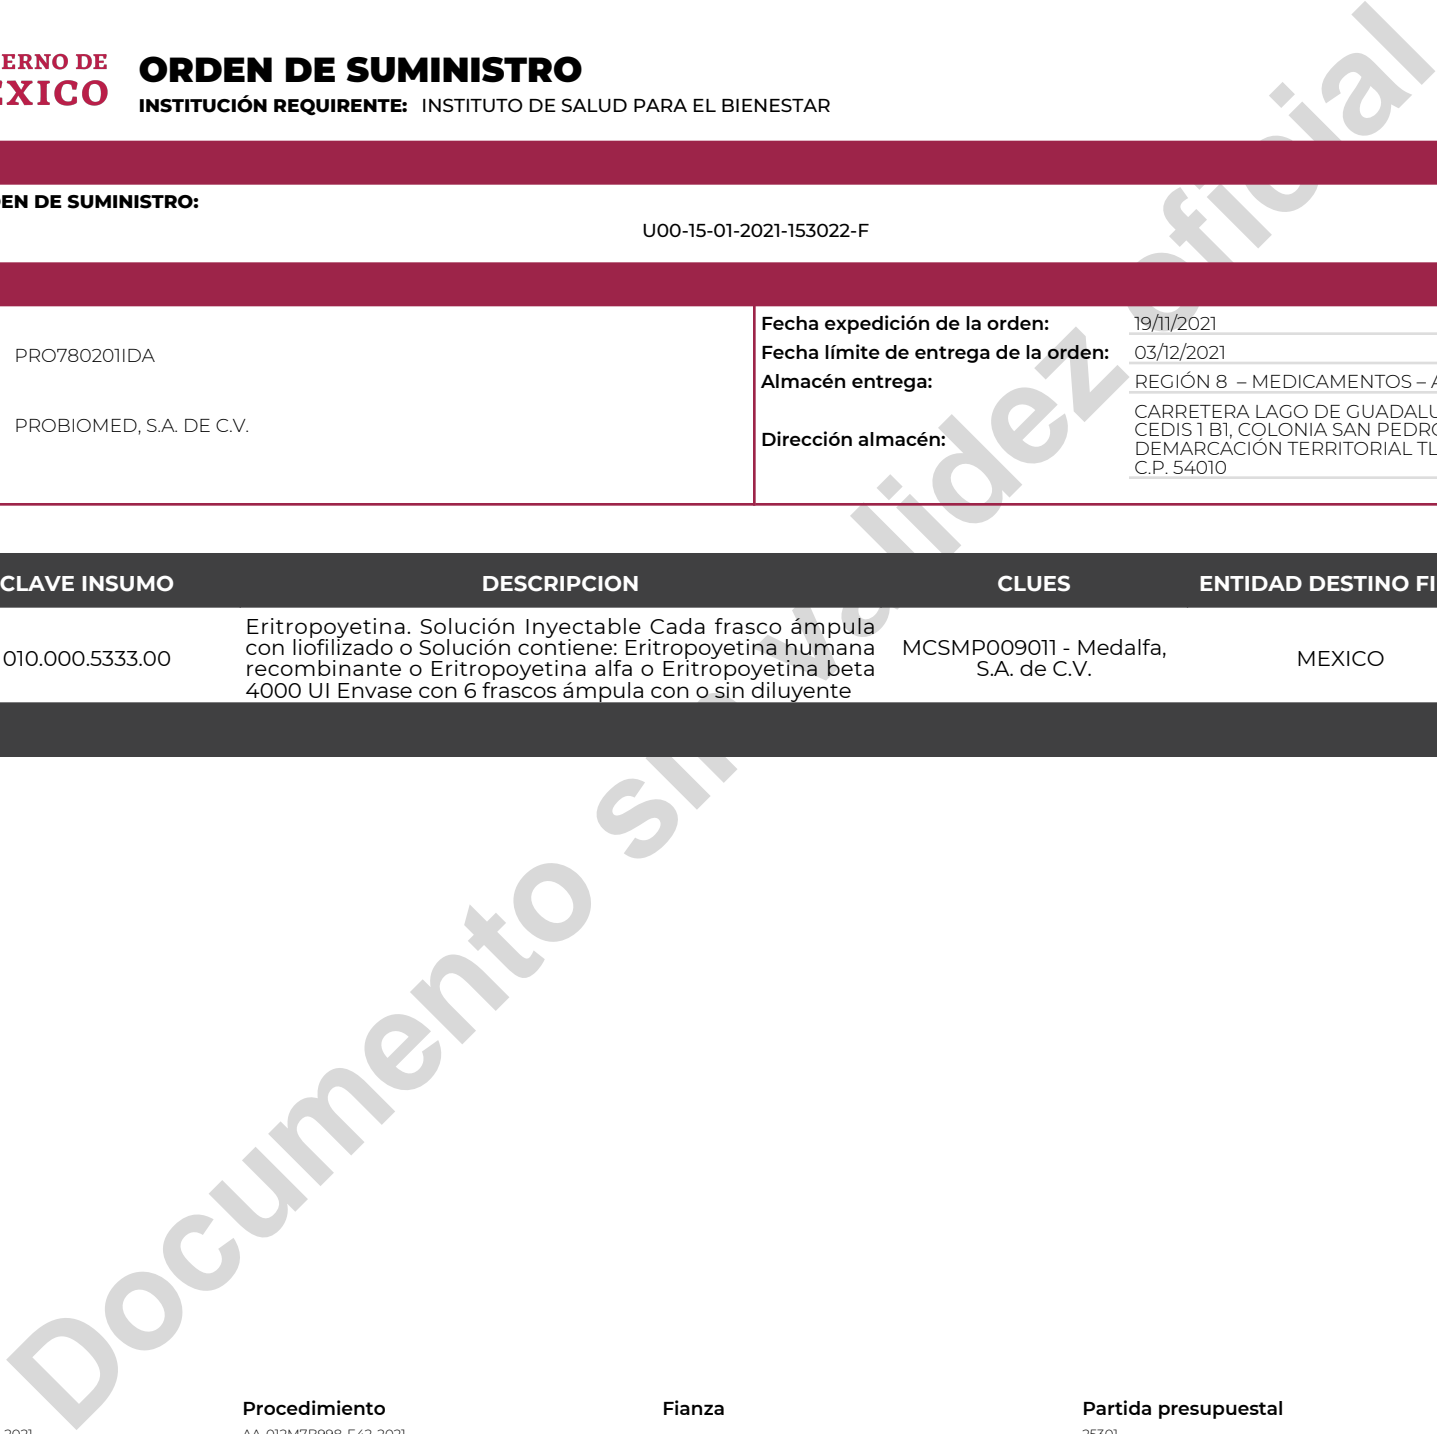 ERNO DE
EXICO
ORDEN DE SUMINISTRO
INSTITUCIÓN REQUIRENTE: INSTITUTO DE SALUD PARA EL BIENESTAR
EN DE SUMINISTRO:
U00-15-01-2021-153022-F
PRO780201IDA
PROBIOMED, S.A. DE C.V.
Fecha expedición de la orden: 19/11/2021
Fecha límite de entrega de la orden: 03/12/2021
Almacén entrega: REGIÓN 8 – MEDICAMENTOS – A
Dirección almacén:
CARRETERA LAGO DE GUADALU
CEDIS 1 B1, COLONIA SAN PEDRO
DEMARCACIÓN TERRITORIAL TL
C.P. 54010
CLAVE INSUMO DESCRIPCION CLUES ENTIDAD DESTINO FI
010.000.5333.00
Eritropoyetina. Solución Inyectable Cada frasco ámpula
con liofilizado o Solución contiene: Eritropoyetina humana
recombinante o Eritropoyetina alfa o Eritropoyetina beta
4000 UI Envase con 6 frascos ámpula con o sin diluyente
MCSMP009011 - Medalfa,
S.A. de C.V.
MEXICO
Documento sin validez oficial
Procedimiento Fianza Partida presupuestal